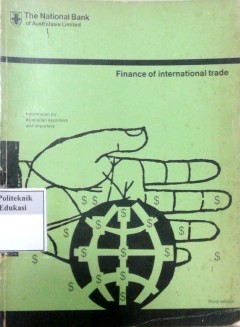 The National Bank
of Australasia Limited
Finance of international trade
Information for
Australian exporters
and importers
Politeknik
Edukasi
$
$
$
$
$
$
$
$
$
$
$
$
$
$
Third edition